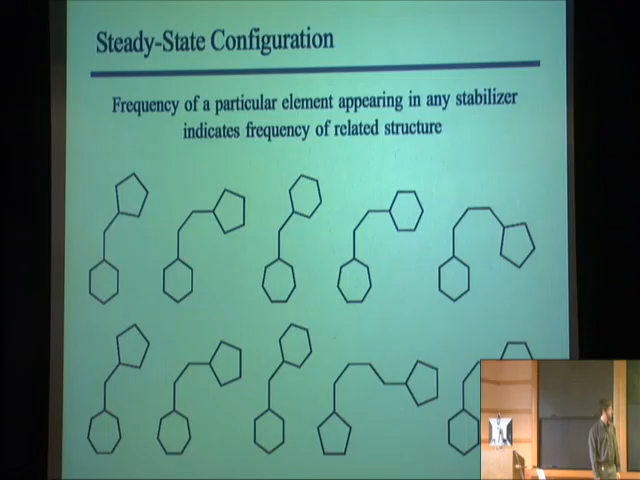 Steady-State Configuration
Frequency of a particular element appearing in any stabilizer
indicates frequency of related structure